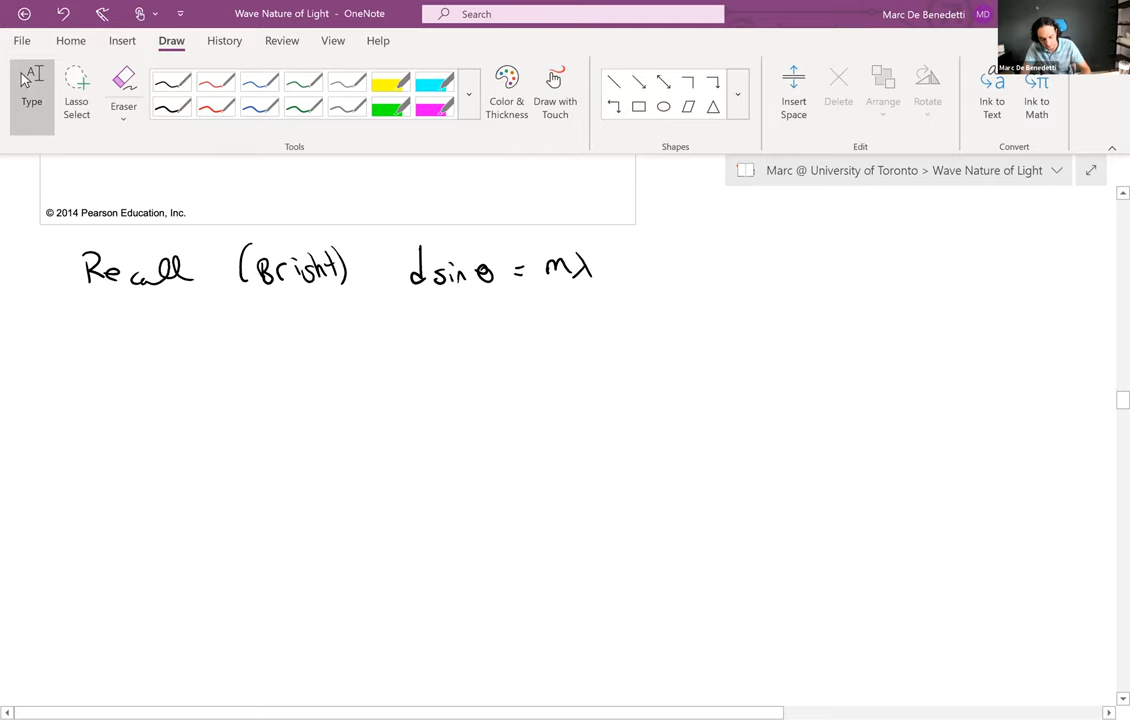 Wave Nature of Light - OneNote
Search
Marc De Benedetti
MD
Marc De Benedetti
File Home Insert Draw History Review View Help
Type
Lasso Select
Eraser
Color & Thickness
Draw with Touch
Insert Space
Delete
Arrange
Rotate
Ink to Text
Ink to Math
Tools
Shapes
Edit
Convert
Marc @ University of Toronto > Wave Nature of Light
© 2014 Pearson Education, Inc.
Recall (Bright) d sin θ = mλ